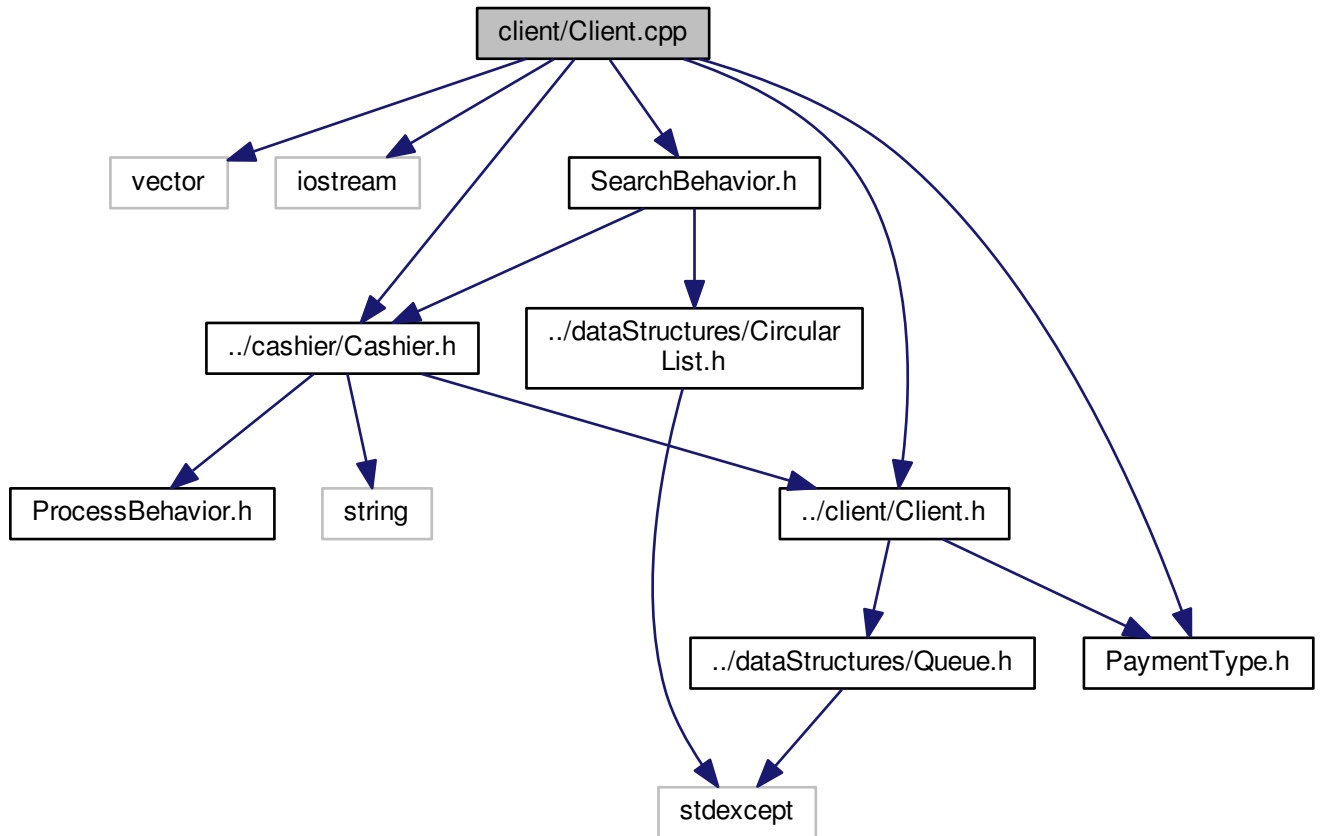 client/Client.cpp
vector
iostream
SearchBehavior.h
../cashier/Cashier.h
../dataStructures/Circular
List.h
ProcessBehavior.h
string
../client/Client.h
../dataStructures/Queue.h
PaymentType.h
stdexcept